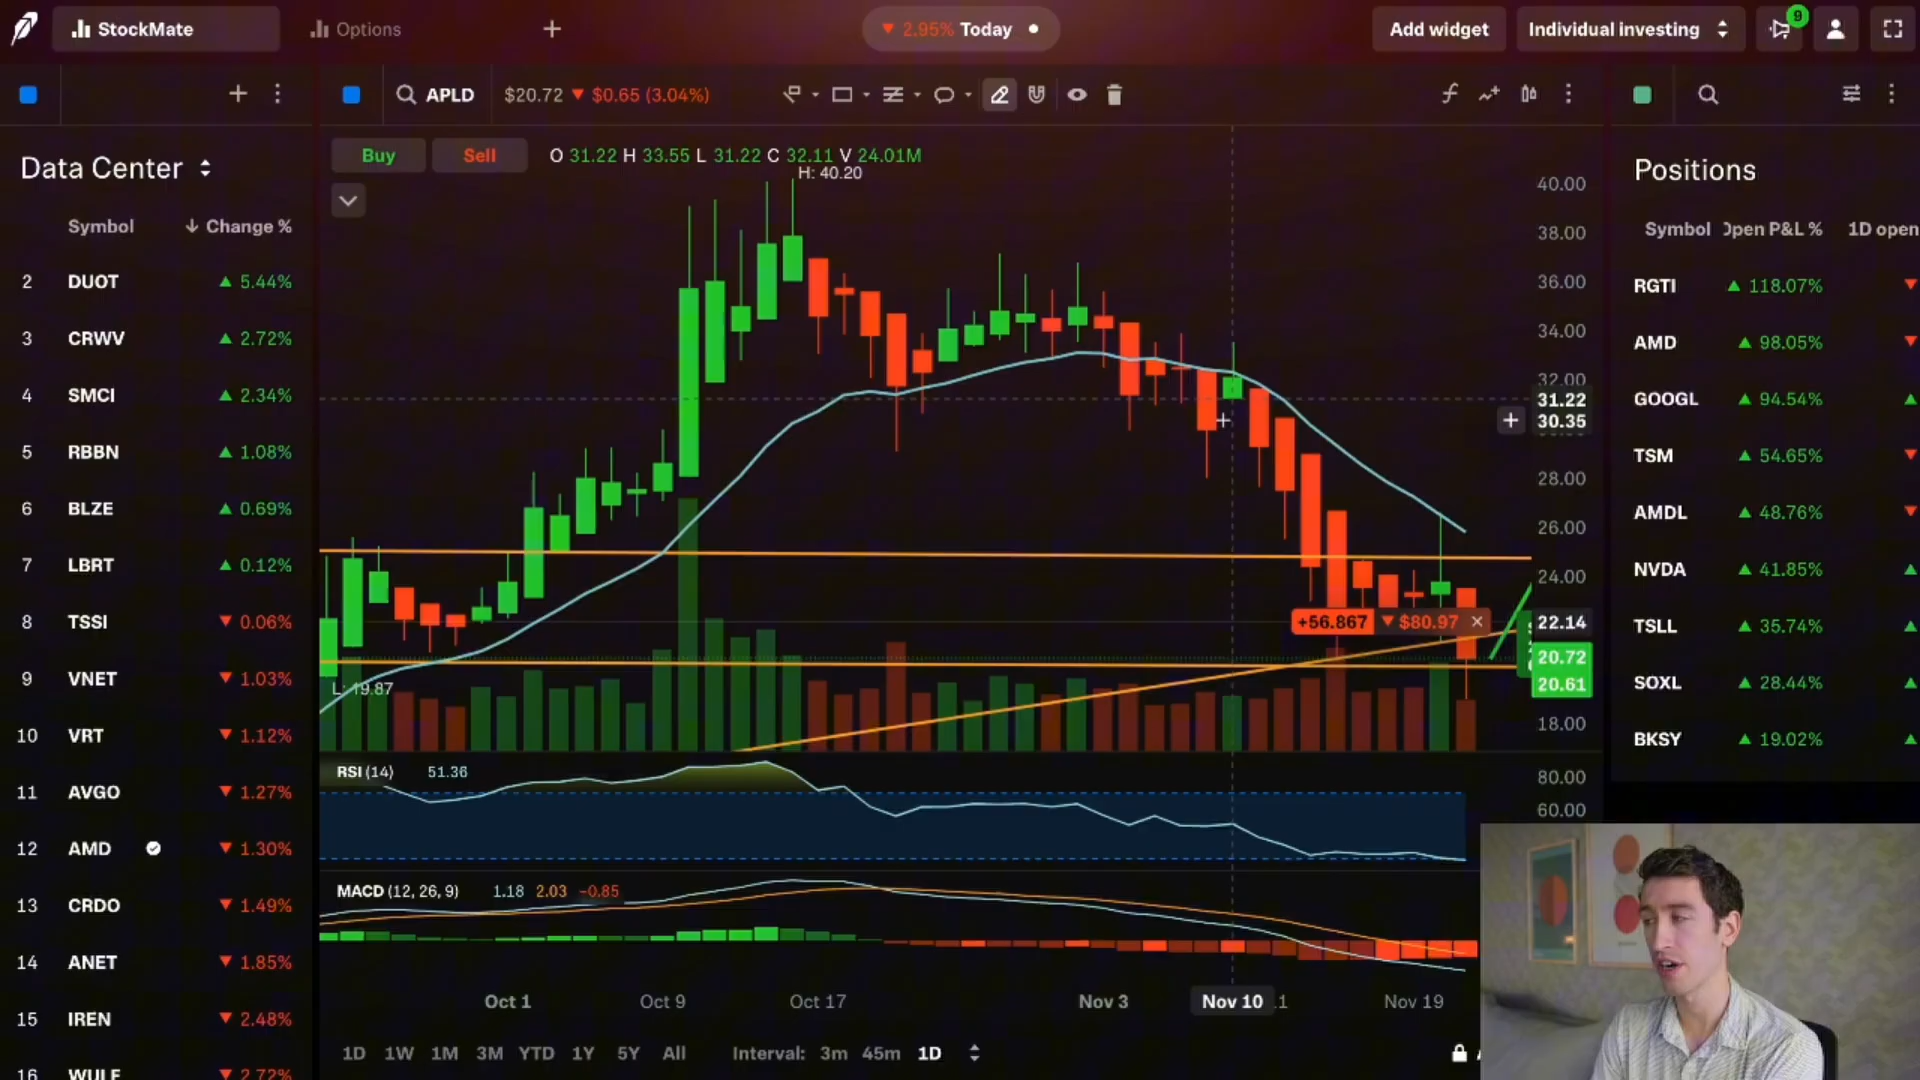 StockMate
Options
2.95% Today
Add widget
Individual investing
9
APLD
$20.72 ▼ $0.65 (3.04%)
Buy
Sell
O 31.22 H 33.55 L 31.22 C 32.11 V 24.01M
H: 40.20
Data Center
Symbol
Change %
2 DUOT ▲ 5.44%
3 CRWV ▲ 2.72%
4 SMCI ▲ 2.34%
5 RBBN ▲ 1.08%
6 BLZE ▲ 0.69%
7 LBRT ▲ 0.12%
8 TSSI ▼ 0.06%
9 VNET ▼ 1.03%
10 VRT ▼ 1.12%
11 AVGO ▼ 1.27%
12 AMD ▼ 1.30%
13 CRDO ▼ 1.49%
14 ANET ▼ 1.85%
15 IREN ▼ 2.48%
16 WULF ▼ 2.72%
40.00
38.00
36.00
34.00
32.00
31.22
30.35
28.00
26.00
24.00
+56.867 ▼ $80.97 ×
22.14
20.72
20.61
18.00
L: 19.87
RSI (14) 51.36
80.00
60.00
MACD (12, 26, 9) 1.18 2.03 −0.85
Oct 1
Oct 9
Oct 17
Nov 3
Nov 10
Nov 19
1D 1W 1M 3M YTD 1Y 5Y All
Interval: 3m 45m 1D
Positions
Symbol
Open P&L %
1D open
RGTI ▲ 118.07%
AMD ▲ 98.05%
GOOGL ▲ 94.54%
TSM ▲ 54.65%
AMDL ▲ 48.76%
NVDA ▲ 41.85%
TSLL ▲ 35.74%
SOXL ▲ 28.44%
BKSY ▲ 19.02%